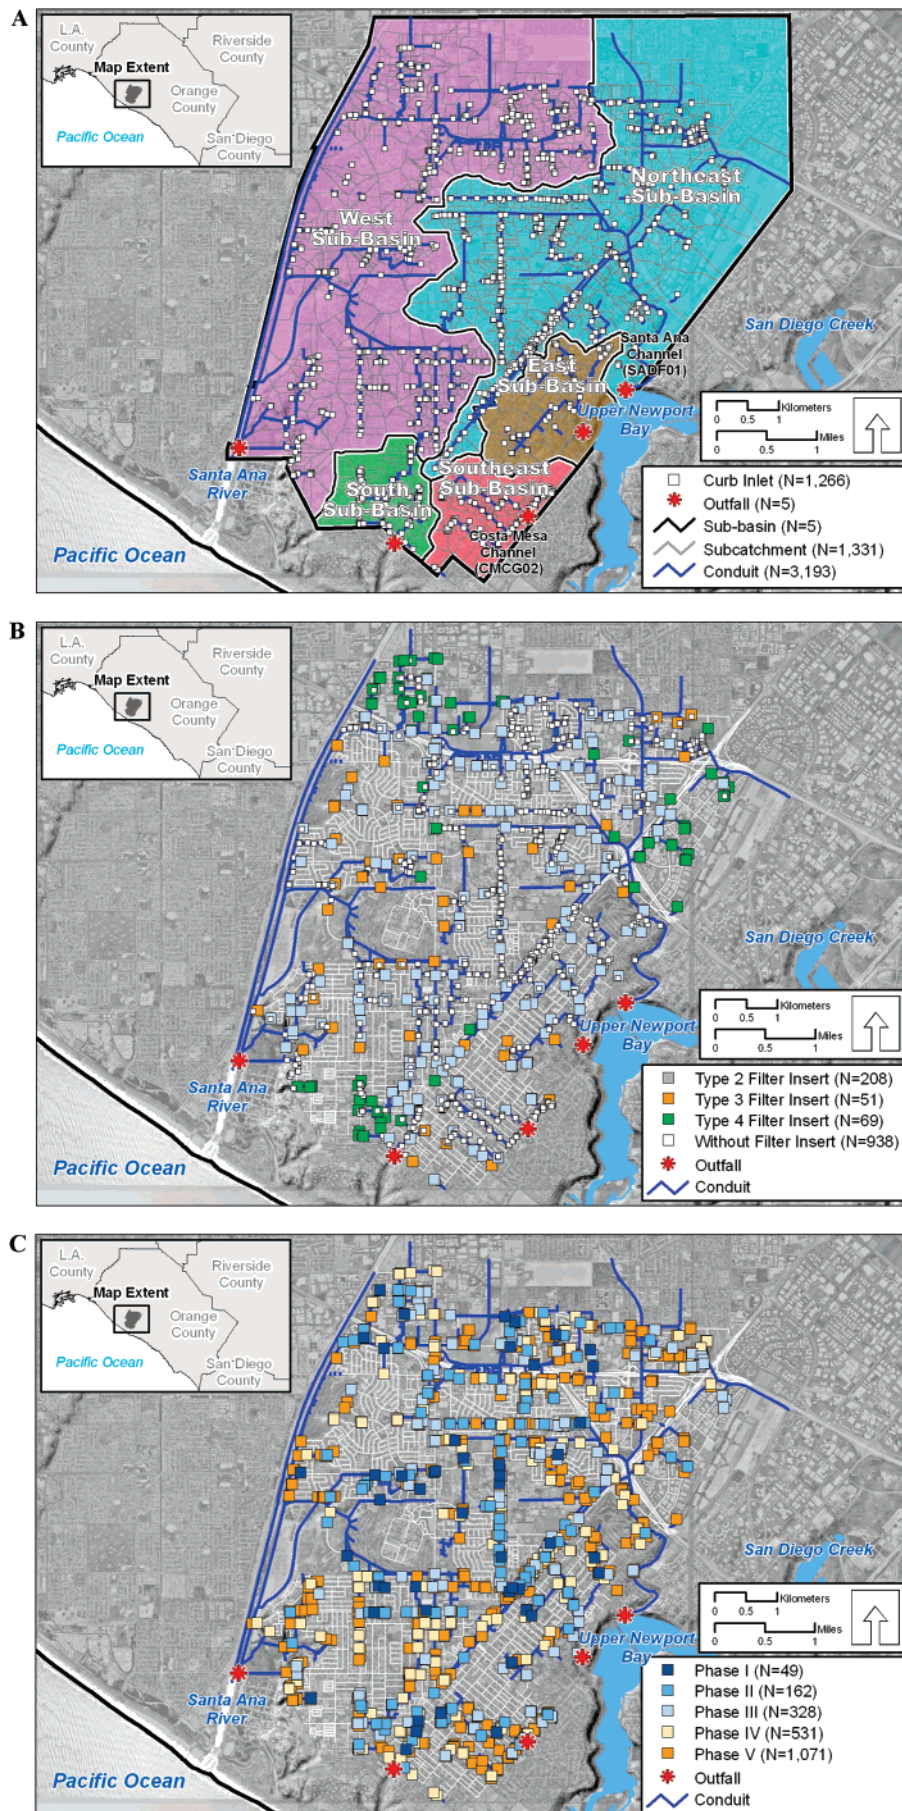 A
L.A.
County
Riverside
County
Map Extent
Orange
County
Pacific Ocean
San Diego
County
Northeast
Sub-Basin
West
Sub-Basin
San Diego Creek
Santa Ana
Channel
(SADF01)
East
Sub-Basin
Upper Newport
Bay
Kilometers
0 0.5 1
Miles
0 0.5 1
Santa Ana
River
Southeast
Sub-Basin
South
Sub-Basin
Costa Mesa
Channel
(CMCG02)
Pacific Ocean
Curb Inlet (N=1,266)
Outfall (N=5)
Sub-basin (N=5)
Subcatchment (N=1,331)
Conduit (N=3,193)
B
L.A.
County
Riverside
County
Map Extent
Orange
County
Pacific Ocean
San Diego
County
San Diego Creek
Upper Newport
Bay
Kilometers
0 0.5 1
Miles
0 0.5 1
Santa Ana
River
Pacific Ocean
Type 2 Filter Insert (N=208)
Type 3 Filter Insert (N=51)
Type 4 Filter Insert (N=69)
Without Filter Insert (N=938)
Outfall
Conduit
C
L.A.
County
Riverside
County
Map Extent
Orange
County
Pacific Ocean
San Diego
County
San Diego Creek
Upper Newport
Bay
Kilometers
0 0.5 1
Miles
0 0.5 1
Santa Ana
River
Pacific Ocean
Phase I (N=49)
Phase II (N=162)
Phase III (N=328)
Phase IV (N=531)
Phase V (N=1,071)
Outfall
Conduit